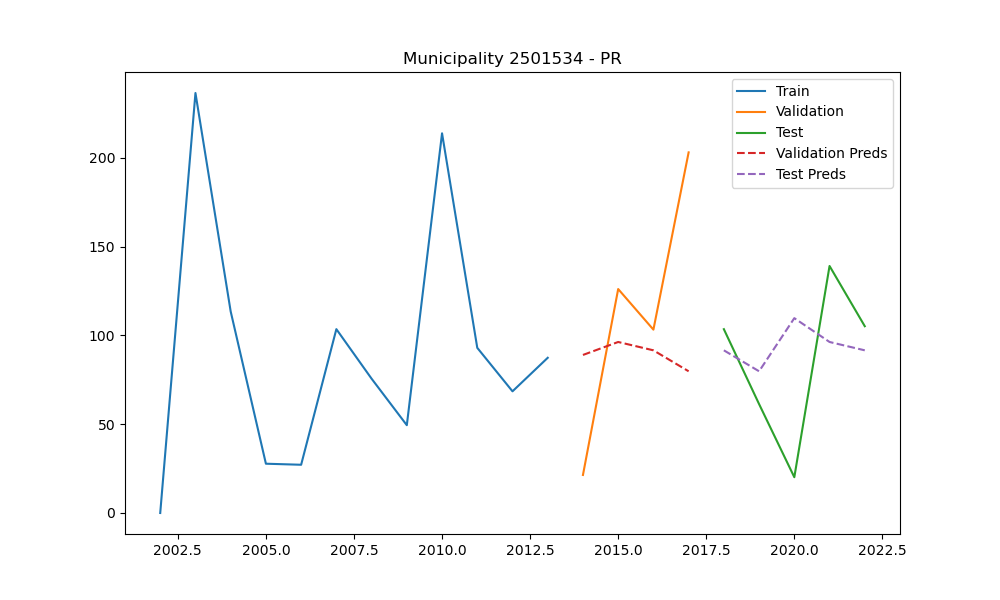 Municipality 2501534 - PR
Train
Validation
Test
Validation Preds
Test Preds
200
150
100
50
0
2002.5 2005.0 2007.5 2010.0 2012.5 2015.0 2017.5 2020.0 2022.5